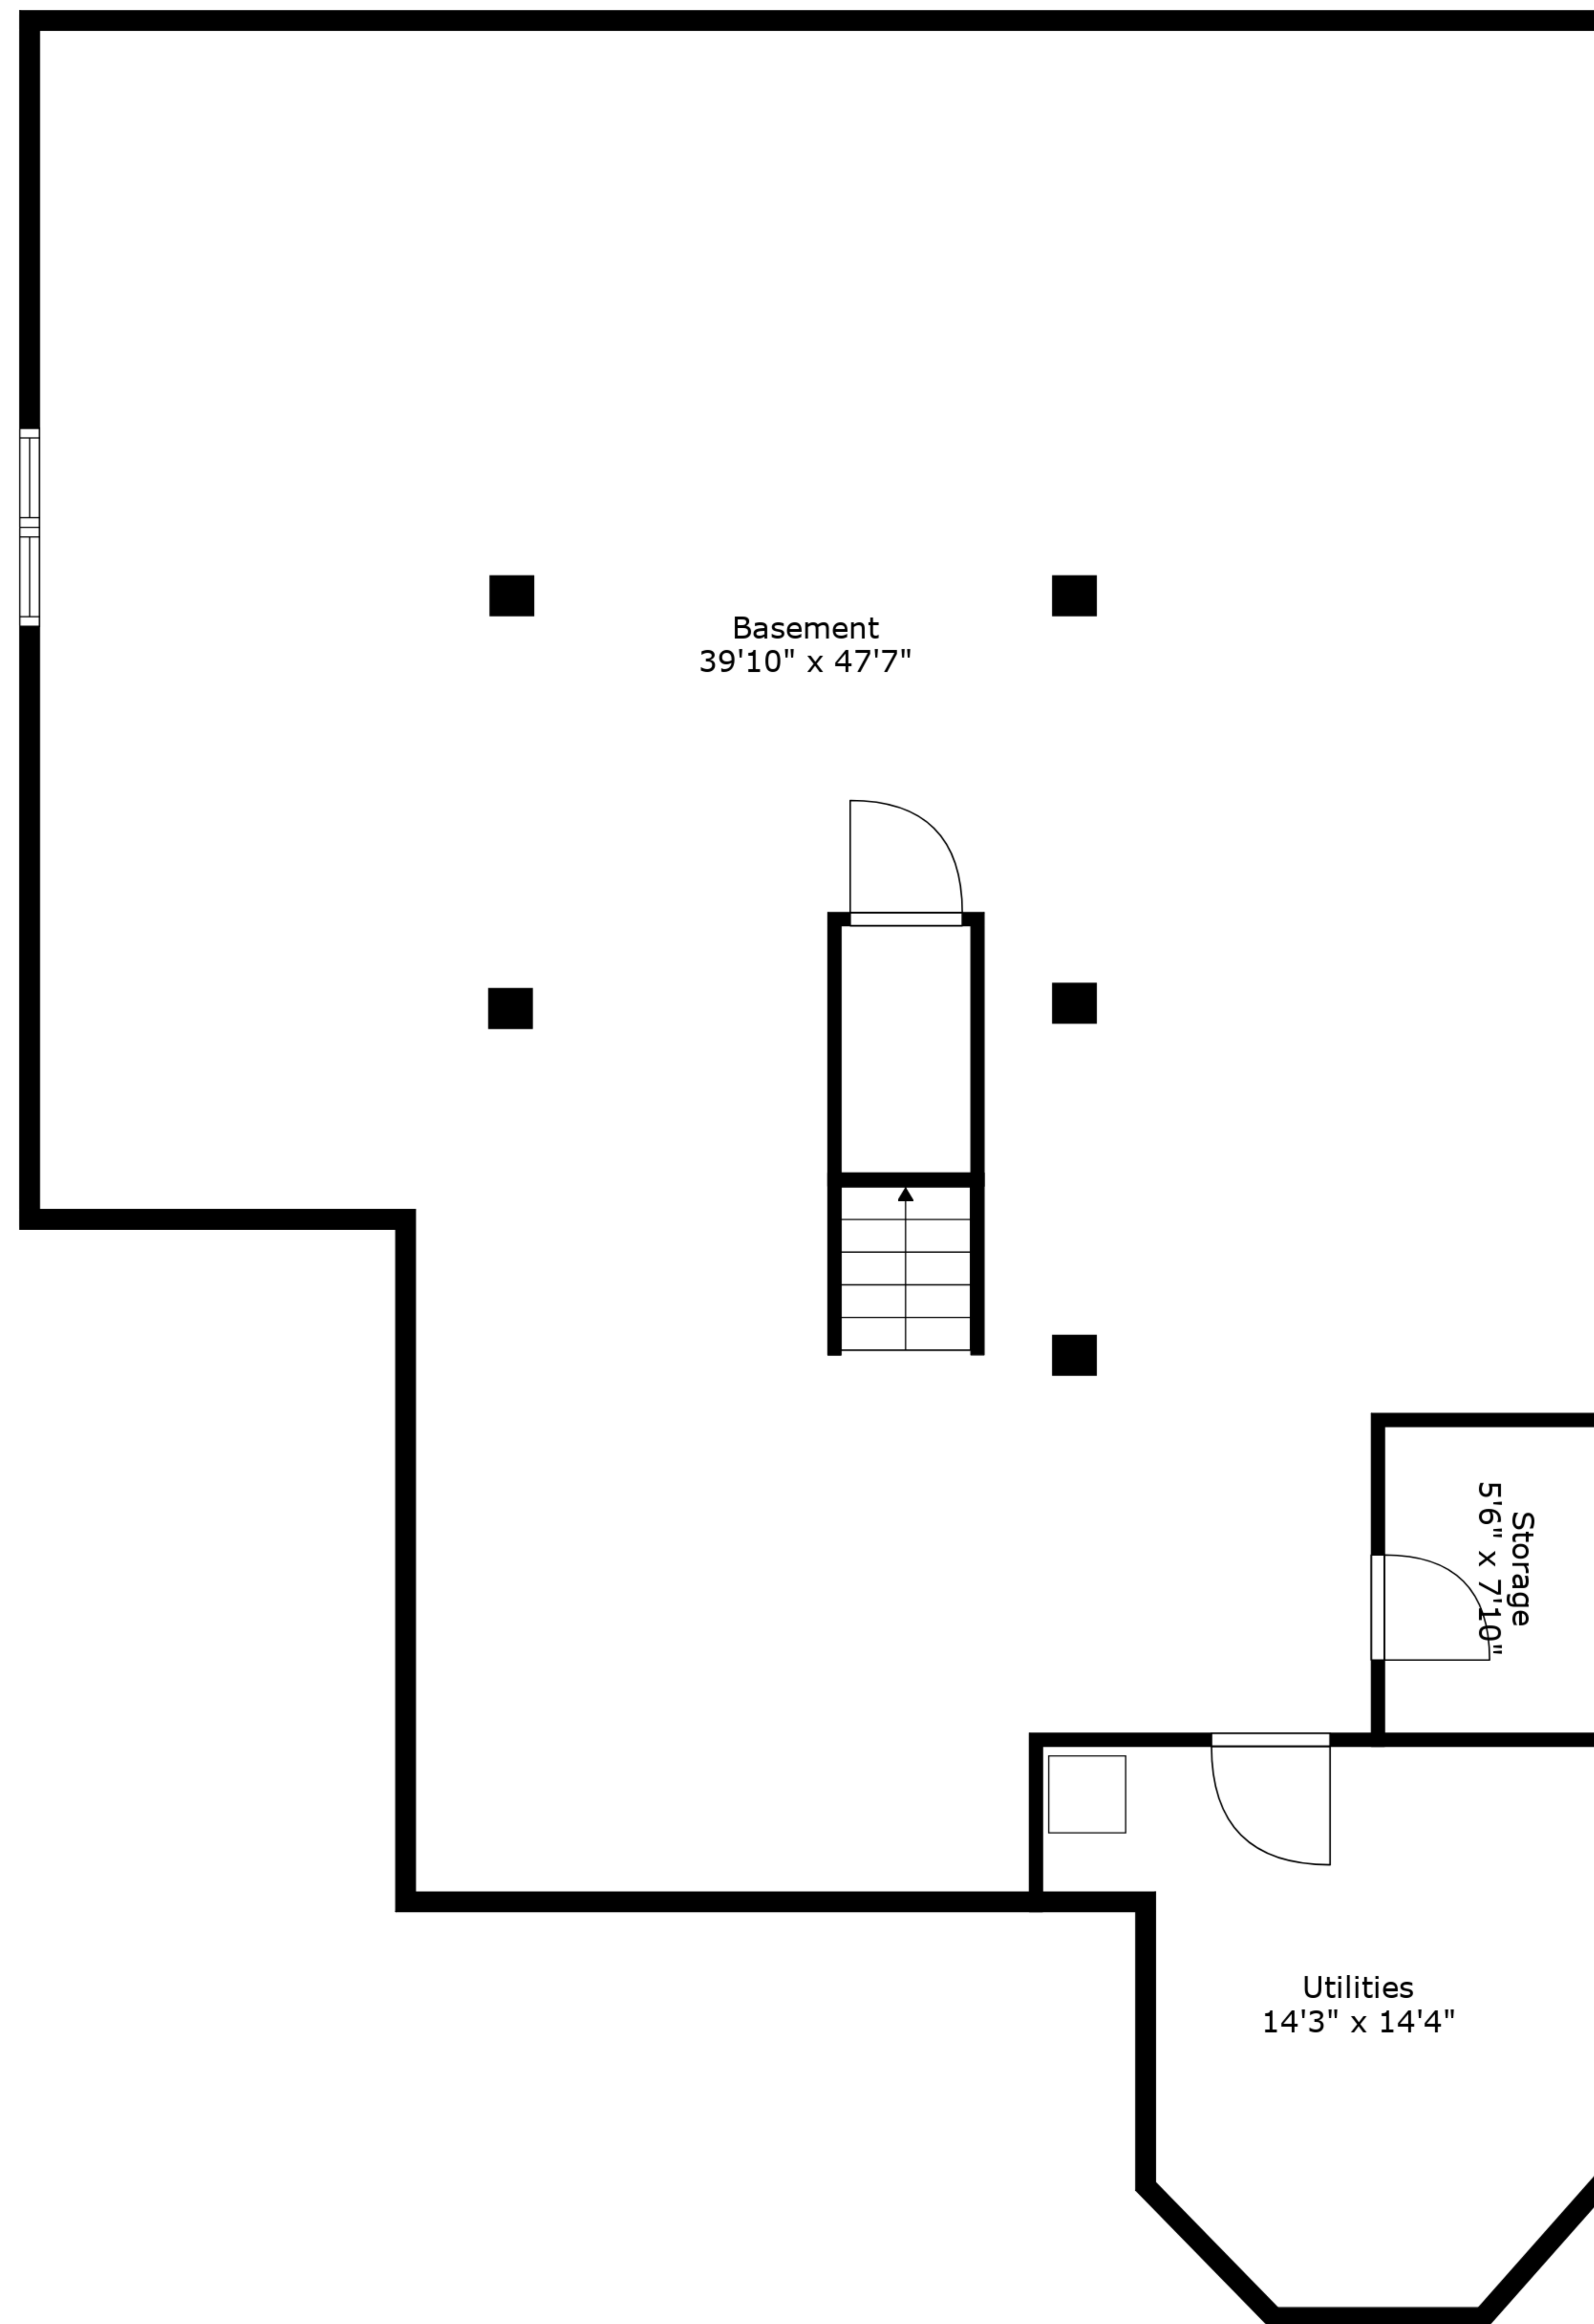 Basement
39'10" x 47'7"
Storage
5'6" x 7'10"
Utilities
14'3" x 14'4"